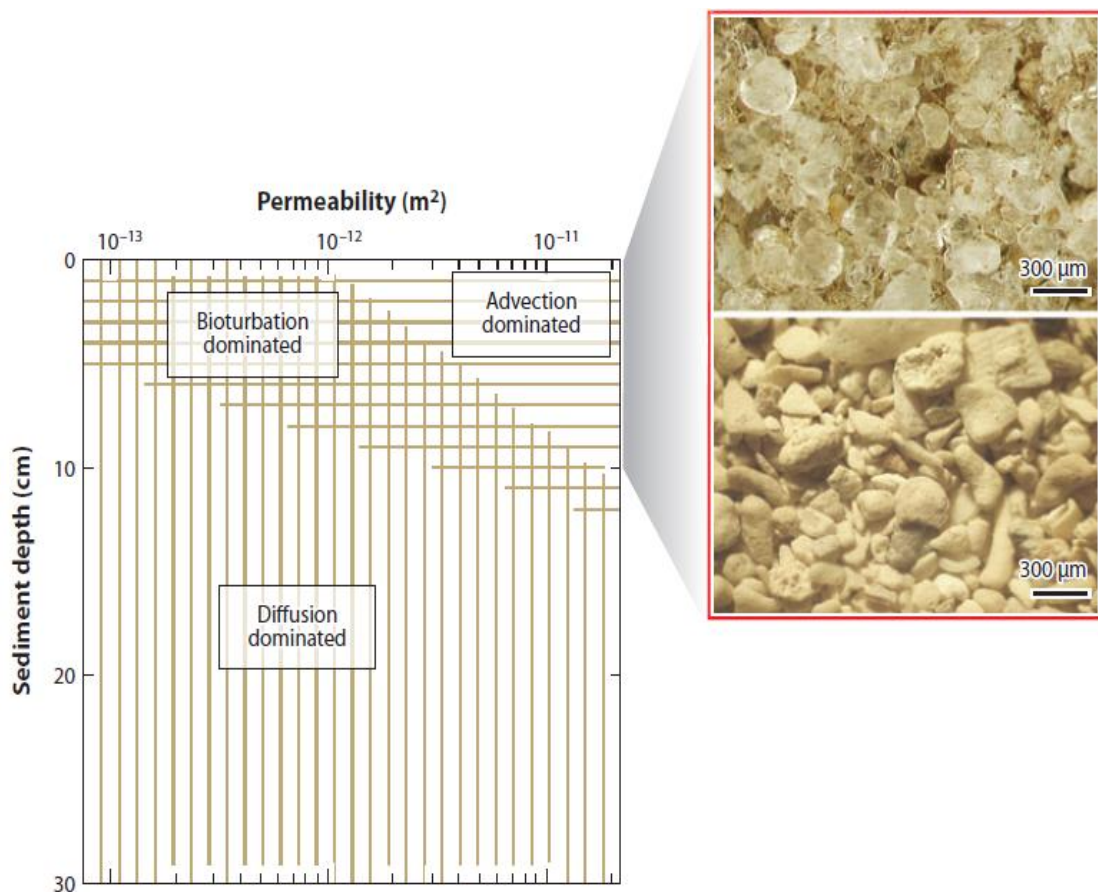 Permeability (m²)
10⁻¹³
10⁻¹²
10⁻¹¹
0
10
20
30
Sediment depth (cm)
Bioturbation
dominated
Advection
dominated
Diffusion
dominated
300 µm
300 µm